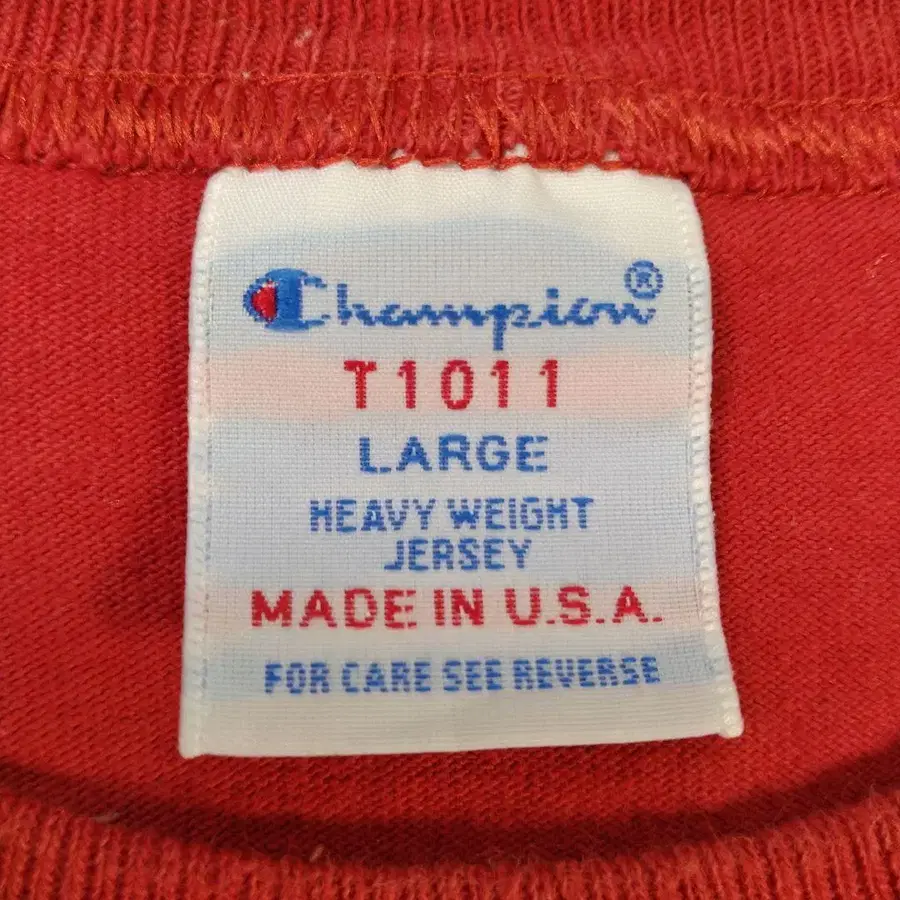 Champion®
T1011
LARGE
HEAVY WEIGHT
JERSEY
MADE IN U.S.A.
FOR CARE SEE REVERSE